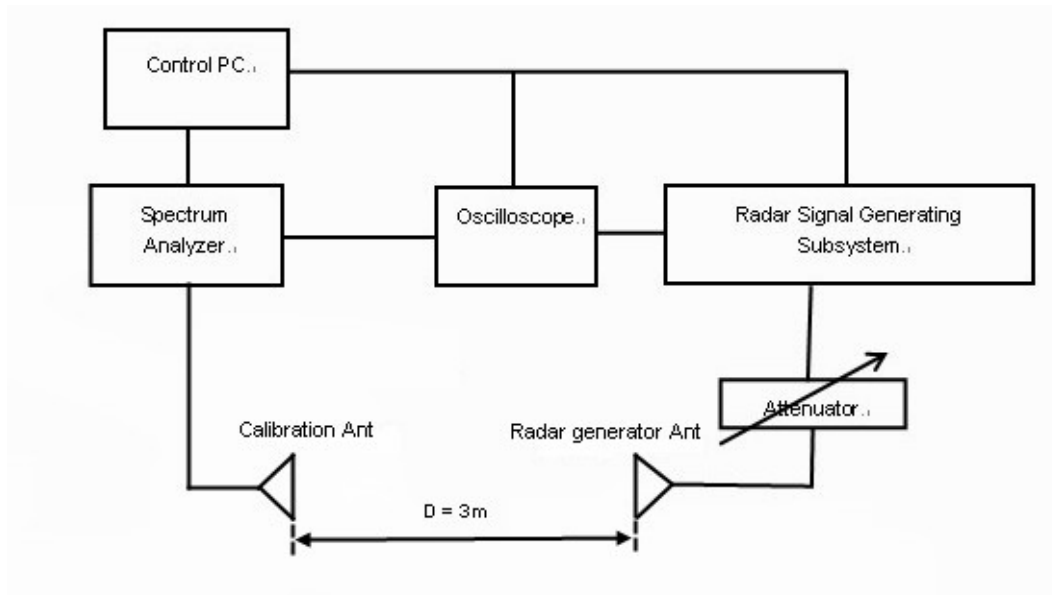 Control PC.
Spectrum
Analyzer.
Oscilloscope.
Radar Signal Generating
Subsystem.
Attenuator.
Calibration Ant
Radar generator Ant
D = 3m